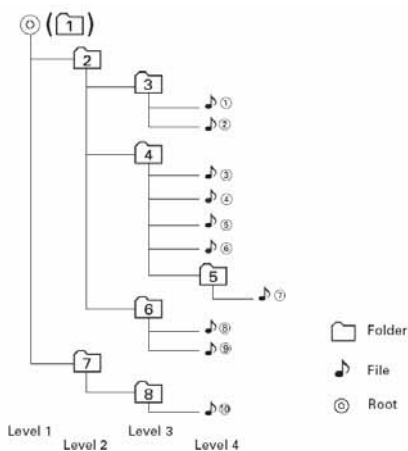 (1)
2
3
①
②
4
③
④
⑤
⑥
5
⑦
6
⑧
⑨
7
8
⑩
Folder
File
Root
Level 1
Level 2
Level 3
Level 4